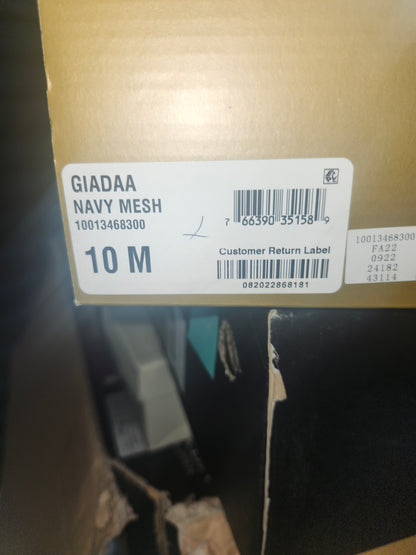 GIADAA
NAVY MESH
10013468300
10 M
7 66390 35158 9
Customer Return Label
082022868181
10013468300
FA22
0922
24182
43114